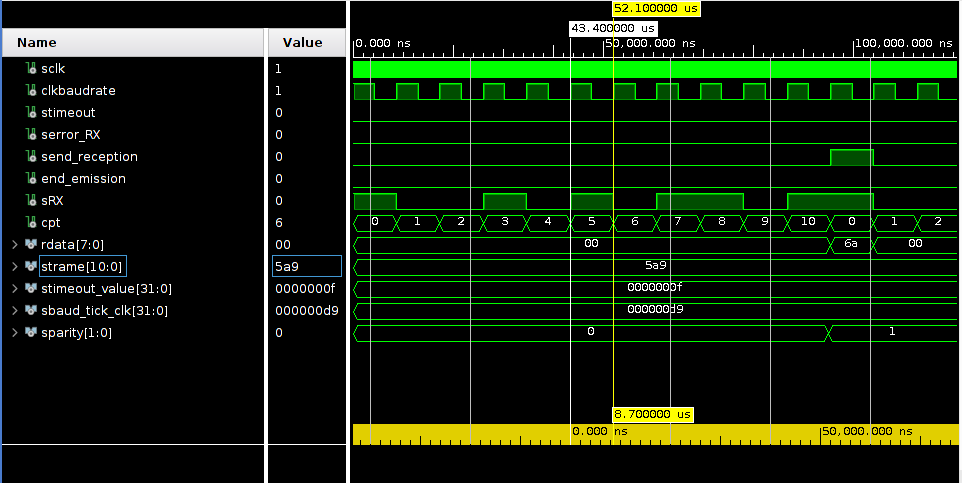 52.100000 us
43.400000 us
Name Value 0.000 ns 50,000.000 ns 100,000.000 ns
sclk 1
clkbaudrate 1
stimeout 0
serror_RX 0
send_reception 0
end_emission 0
sRX 0
cpt 6 0 1 2 3 4 5 6 7 8 9 10 0 1 2
rdata[7:0] 00 00 6a 00
strame[10:0] 5a9 5a9
stimeout_value[31:0] 0000000f 0000000f
sbaud_tick_clk[31:0] 000000d9 000000d9
sparity[1:0] 0 0 1
8.700000 us
0.000 ns 50,000.000 ns